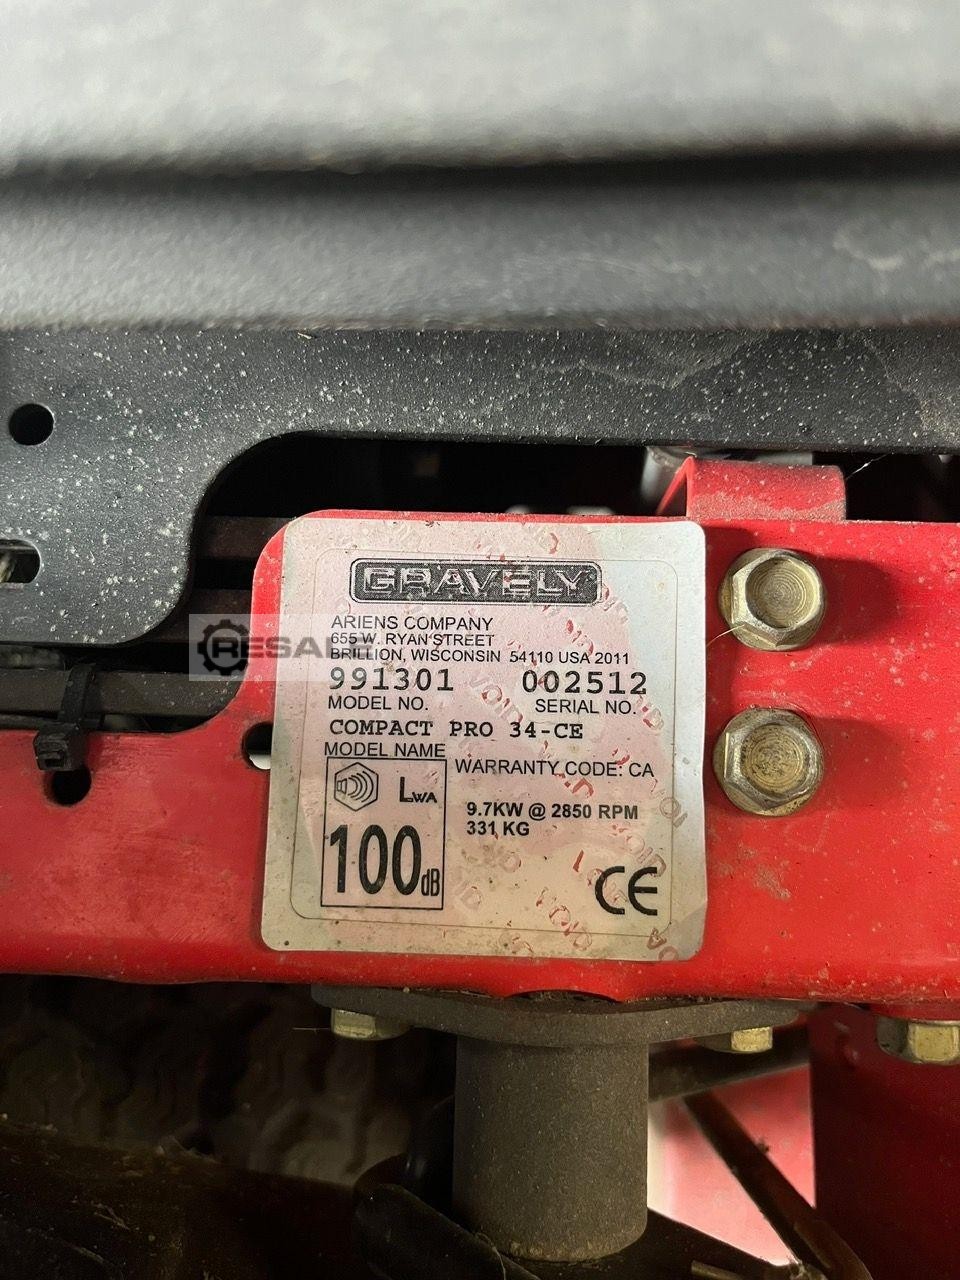 GRAVELY
ARIENS COMPANY
655 W. RYAN STREET
BRILLION, WISCONSIN 54110 USA 2011
991301 002512
MODEL NO. SERIAL NO.
COMPACT PRO 34-CE
MODEL NAME
WARRANTY CODE: CA
LWA
9.7KW @ 2850 RPM
331 KG
100dB
CE
VOID